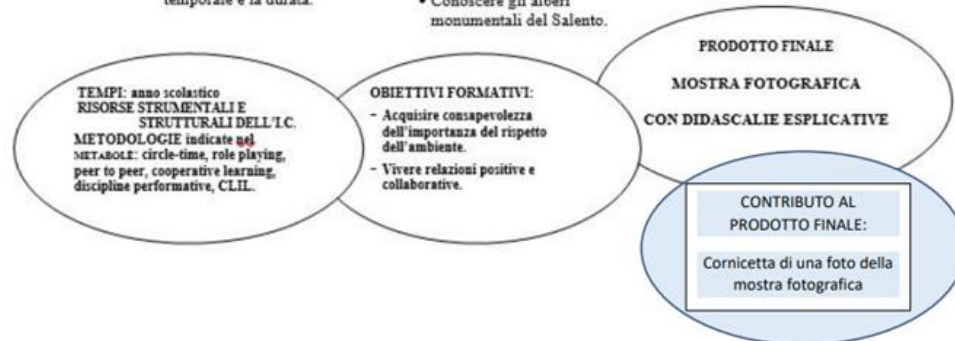 temporale e la durata.
• Conoscere gli alberi
monumentali del Salento.
TEMPI: anno scolastico
RISORSE STRUMENTALI E
STRUTTURALI DELL'I.C.
METODOLOGIE indicate nel
METABOLÈ: circle-time, role playing,
peer to peer, cooperative learning,
discipline performative, CLIL.
OBIETTIVI FORMATIVI:
- Acquisire consapevolezza
dell'importanza del rispetto
dell'ambiente.
- Vivere relazioni positive e
collaborative.
PRODOTTO FINALE
MOSTRA FOTOGRAFICA
CON DIDASCALIE ESPLICATIVE
CONTRIBUTO AL
PRODOTTO FINALE:
Cornicetta di una foto della
mostra fotografica